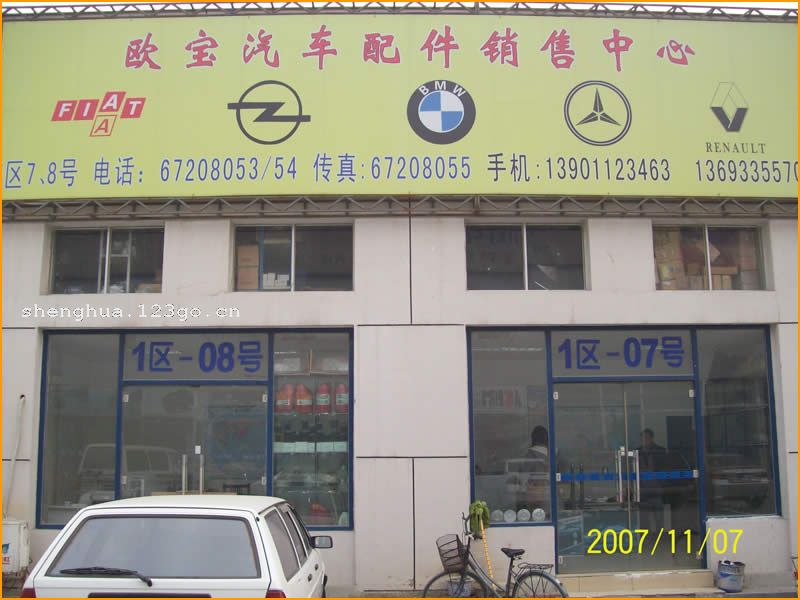 欧宝汽车配件销售中心
FIAT A
BMW
RENAULT
区7、8号 电话：67208053/54 传真:67208055 手机:13901123463 1369335570
shenghua.123go.cn
1区-08号
1区-07号
2007/11/07